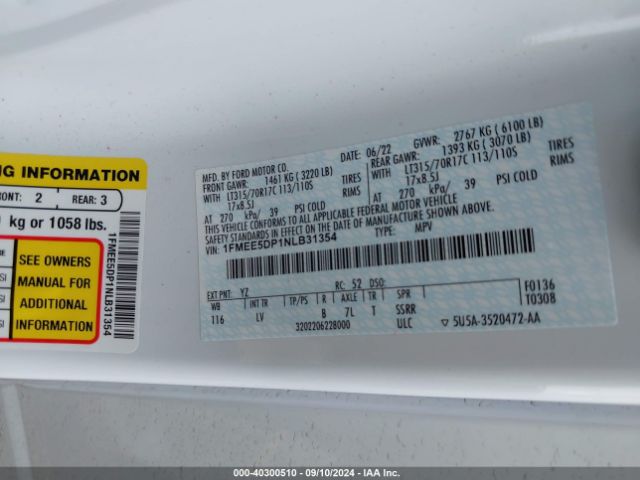 NG INFORMATION
FRONT: 2 REAR: 3
kg or 1058 lbs.
SEE OWNERS
MANUAL FOR
ADDITIONAL
INFORMATION
1FMEE5DP1NLB31354
MFD. BY FORD MOTOR CO.
DATE: 06/22 GVWR: 2767 KG (6100 LB)
FRONT GAWR: 1461 KG (3220 LB)
REAR GAWR: 1393 KG (3070 LB)
WITH LT315/70R17C 113/110S TIRES
17x8.5J RIMS
AT 270 kPa/ 39 PSI COLD
WITH LT315/70R17C 113/110S TIRES
17x8.5J RIMS
AT 270 kPa/ 39 PSI COLD
THIS VEHICLE CONFORMS TO ALL APPLICABLE FEDERAL MOTOR VEHICLE
SAFETY STANDARDS IN EFFECT ON THE DATE OF MANUFACTURE SHOWN ABOVE.
VIN: 1FMEE5DP1NLB31354 TYPE: MPV
EXT PNT: YZ RC: 52 DSO: F0136
WB INT TR TP/PS R AXLE TR SPR T0308
116 LV B 7L T SSRR
3202206228000 ULC ▽ 5U5A-3520472-AA
000-40300510 - 09/10/2024 - IAA Inc.